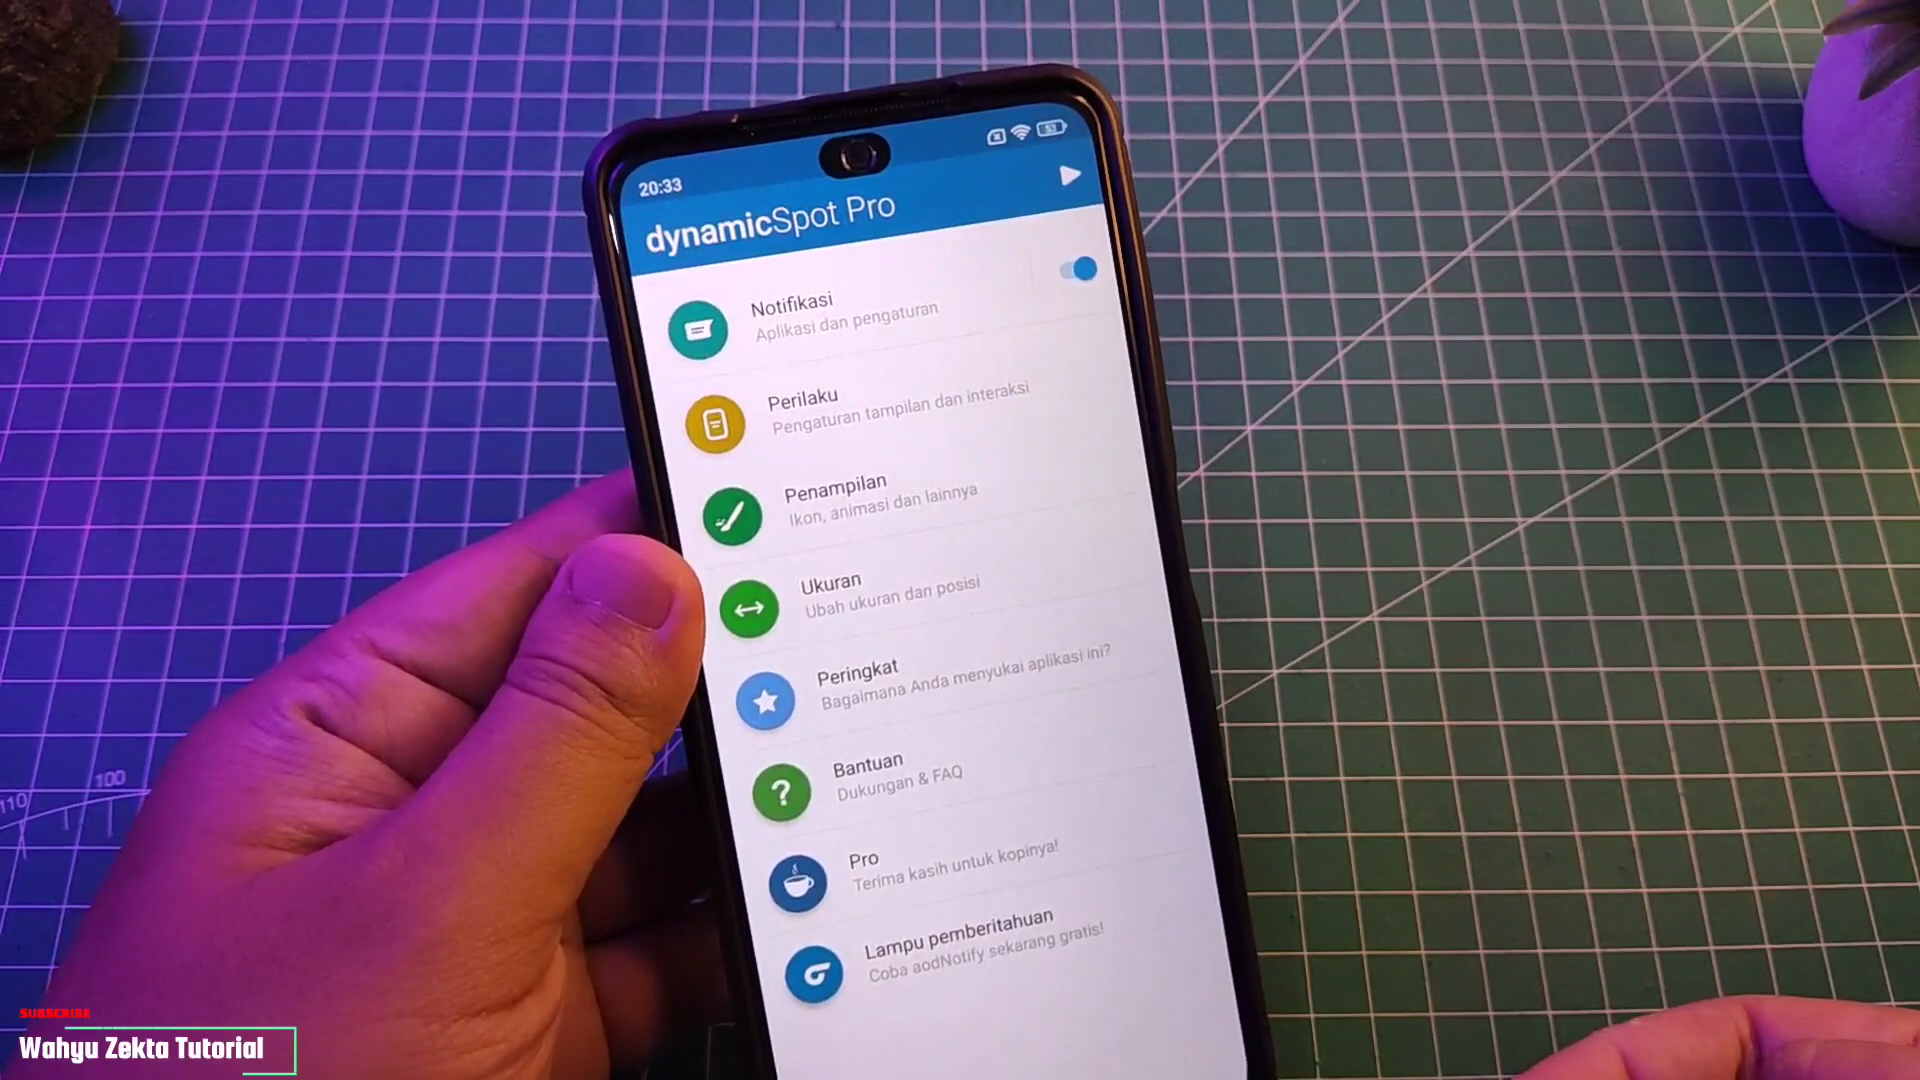 20:33
53
dynamicSpot Pro
Notifikasi
Aplikasi dan pengaturan
Perilaku
Pengaturan tampilan dan interaksi
Penampilan
Ikon, animasi dan lainnya
Ukuran
Ubah ukuran dan posisi
Peringkat
Bagaimana Anda menyukai aplikasi ini?
Bantuan
Dukungan & FAQ
Pro
Terima kasih untuk kopinya!
Lampu pemberitahuan
Coba aodNotify sekarang gratis!
110
100
SUBSCRIBE
Wahyu Zekta Tutorial